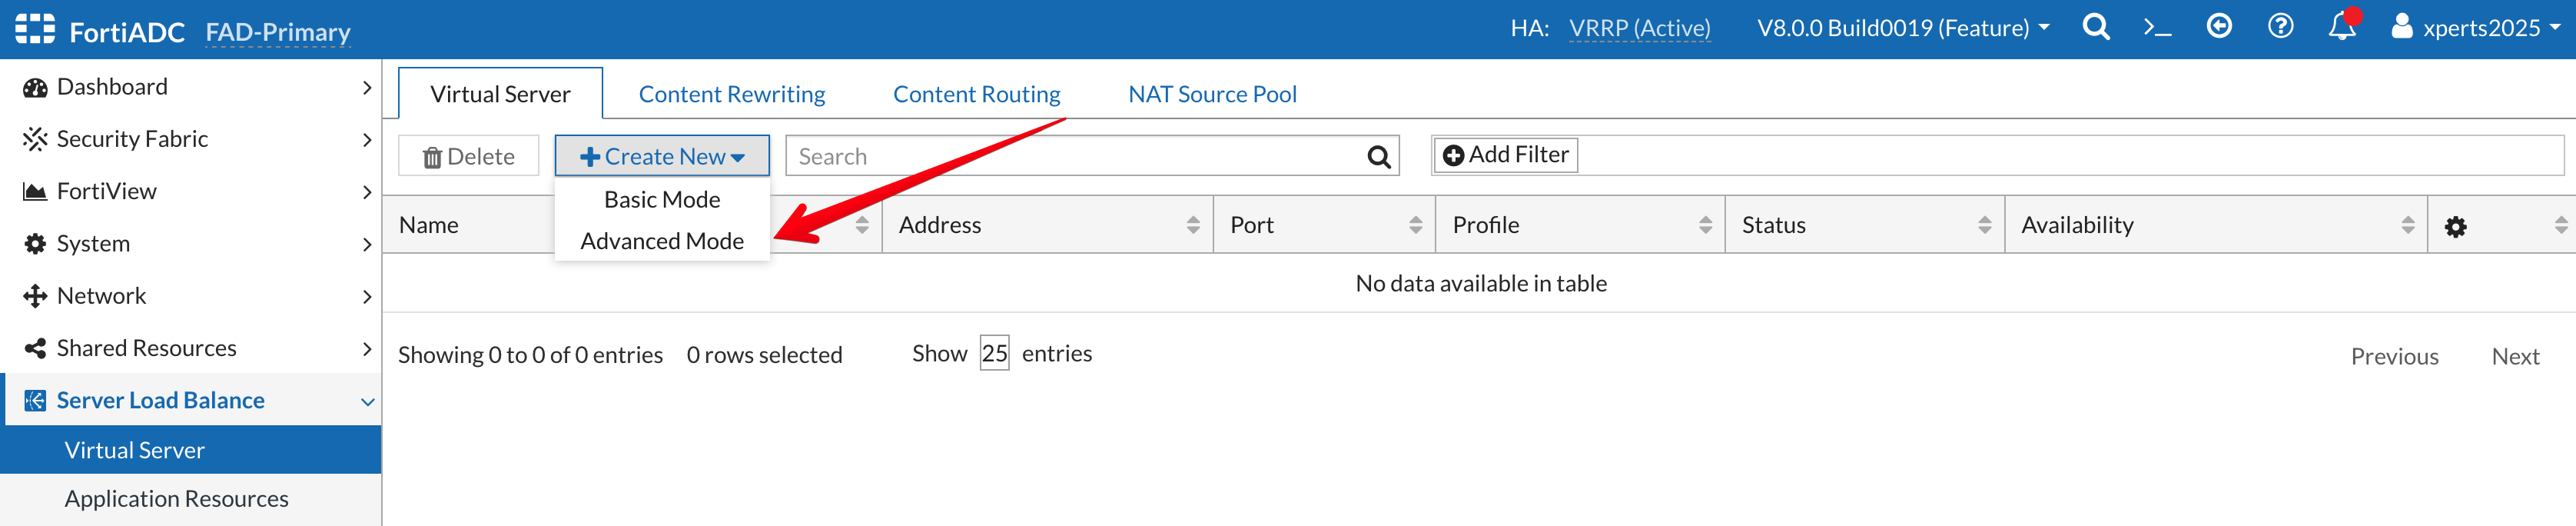 FortiADC FAD-Primary HA: VRRP (Active) V8.0.0 Build0019 (Feature) xperts2025
Dashboard
Security Fabric
FortiView
System
Network
Shared Resources
Server Load Balance
Virtual Server
Application Resources
Virtual Server Content Rewriting Content Routing NAT Source Pool
Delete Create New Search Add Filter
Basic Mode
Advanced Mode
Name Address Port Profile Status Availability
No data available in table
Showing 0 to 0 of 0 entries 0 rows selected Show 25 entries Previous Next